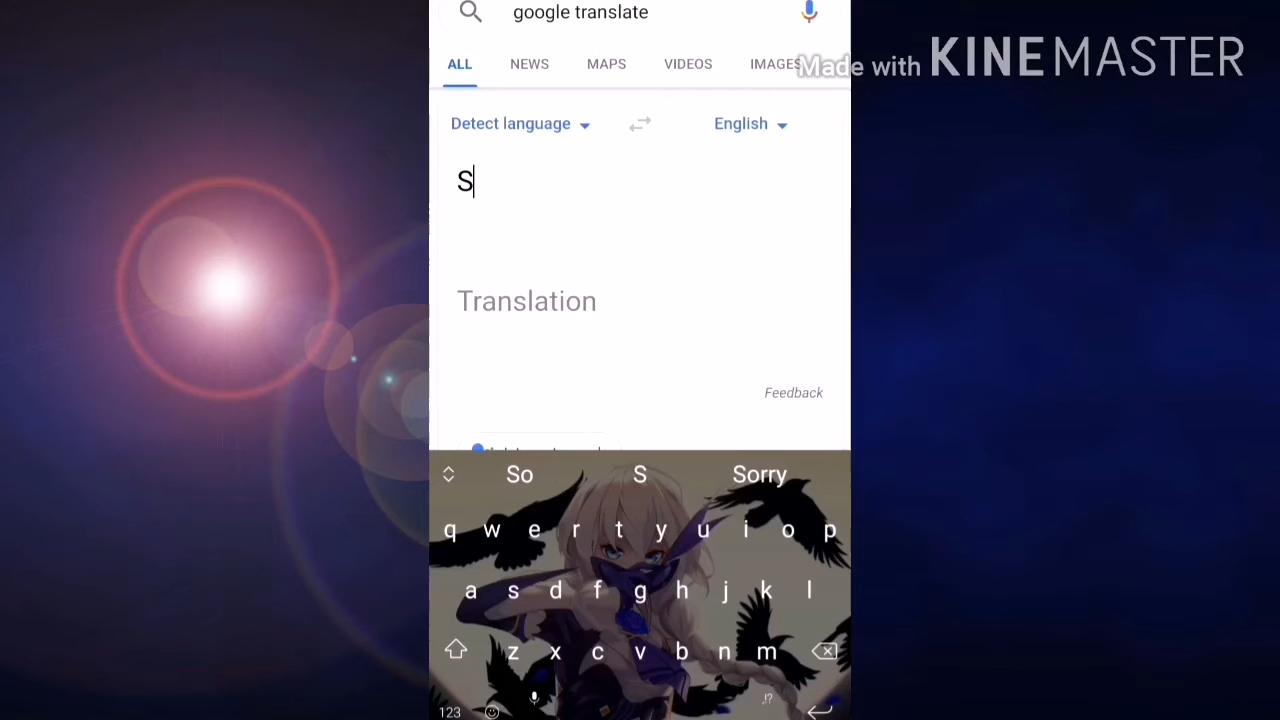 google translate
Made with KINEMASTER
ALL NEWS MAPS VIDEOS IMAGES
Detect language English
S
Translation
Feedback
So S Sorry
q w e r t y u i o p
a s d f g h j k l
z x c v b n m
,!?
123